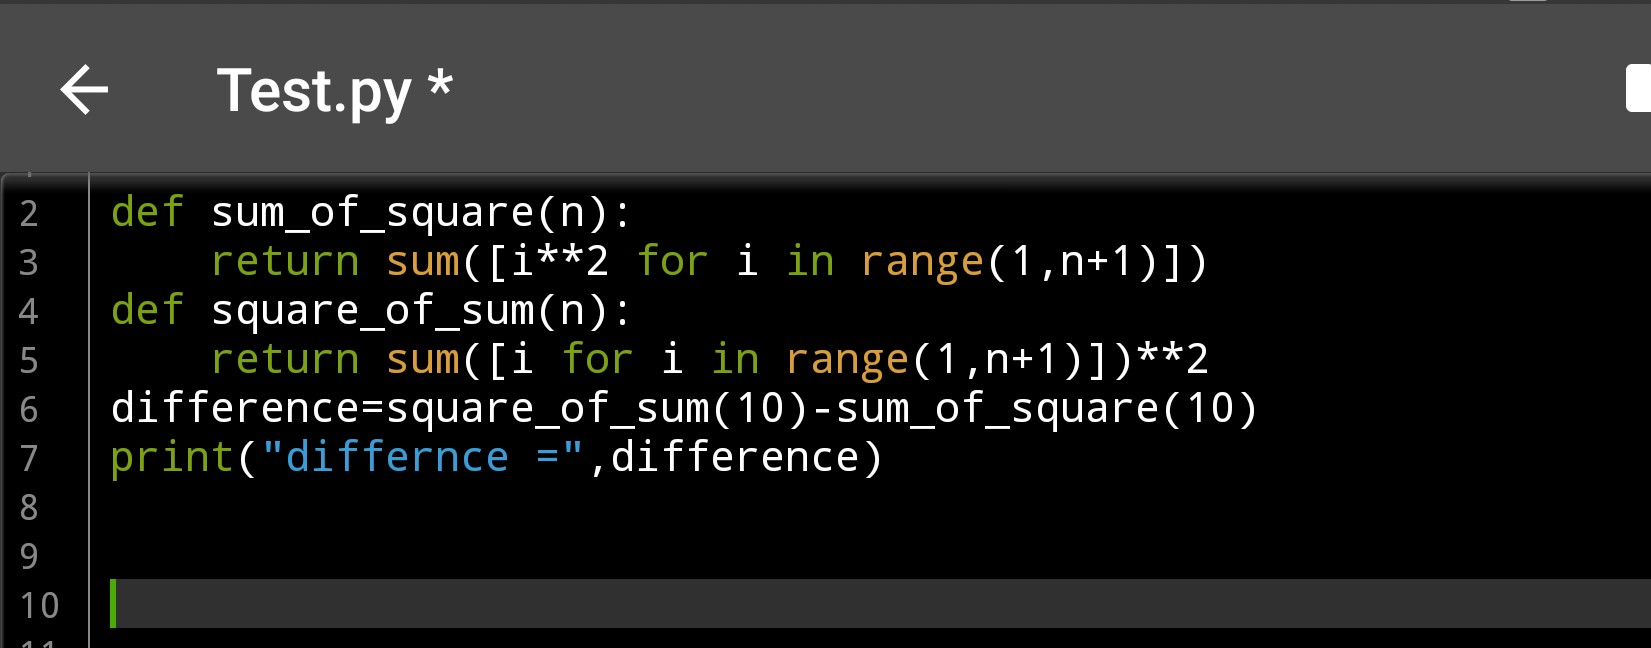 Test.py *
2 def sum_of_square(n):
3     return sum([i**2 for i in range(1,n+1)])
4 def square_of_sum(n):
5     return sum([i for i in range(1,n+1)])**2
6 difference=square_of_sum(10)-sum_of_square(10)
7 print("differnce =",difference)
8
9
10